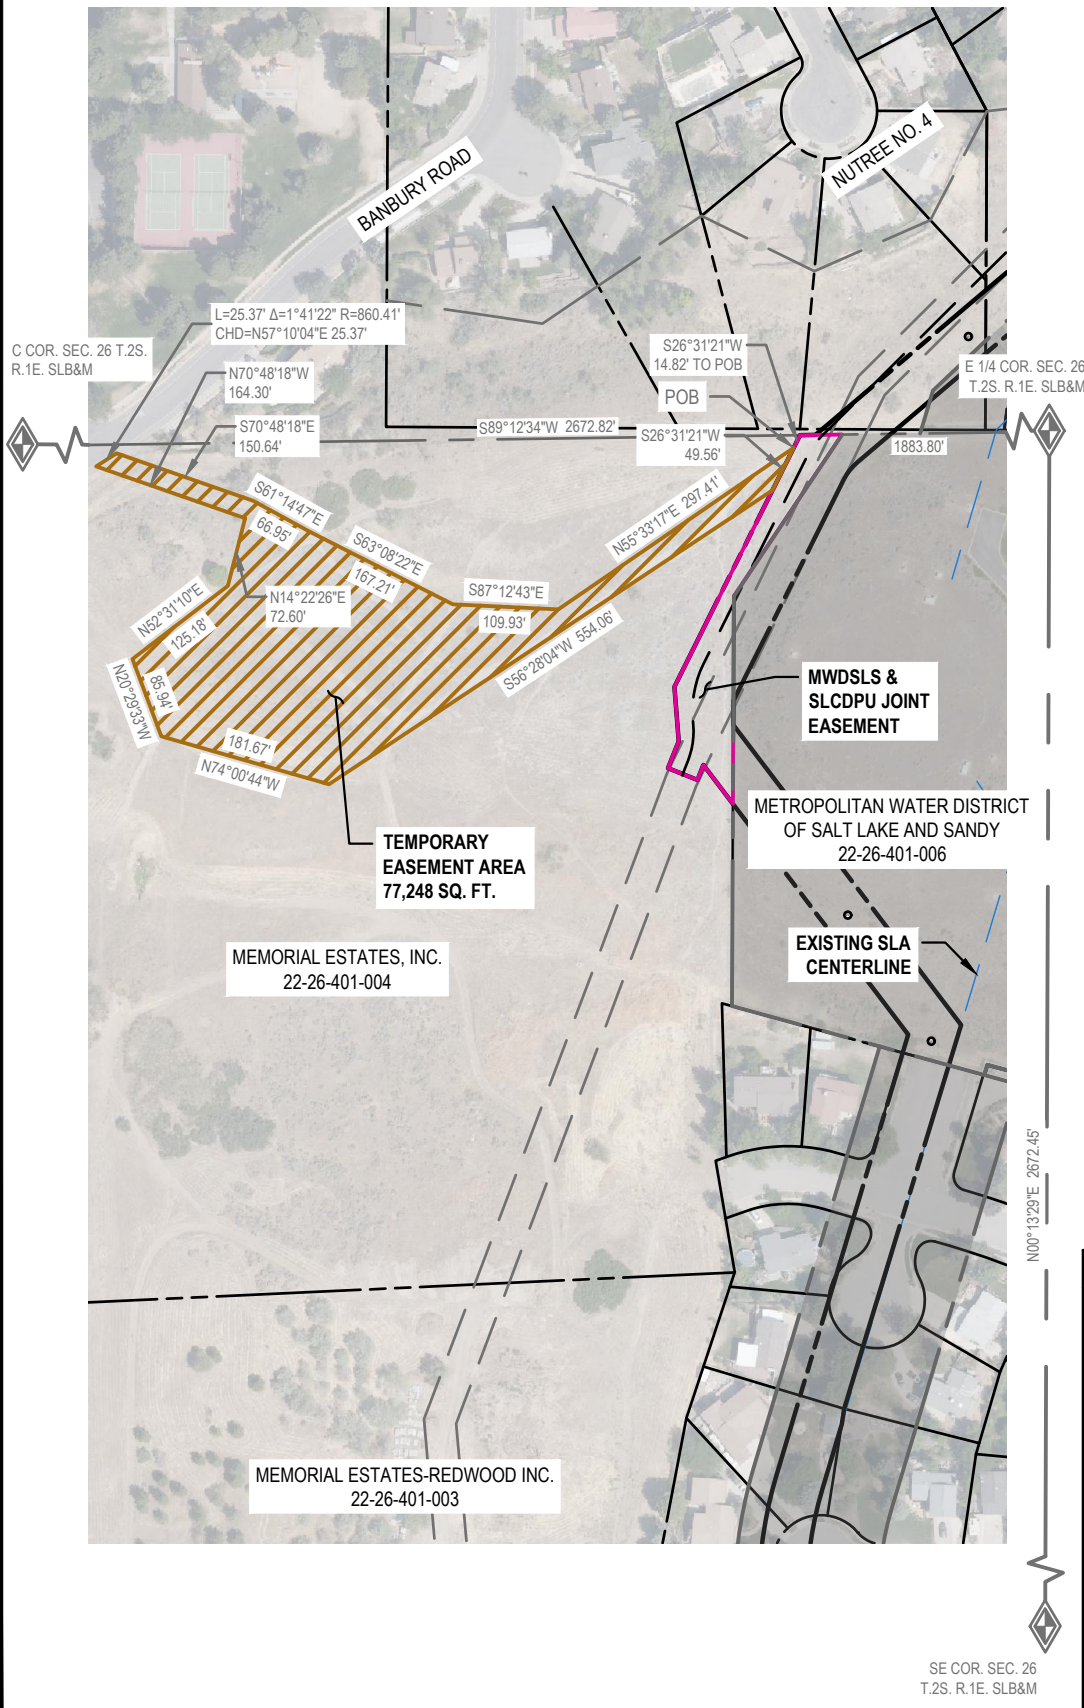 BANBURY ROAD
NUTREE NO. 4
L=25.37' Δ=1°41'22" R=860.41'
CHD=N57°10'04"E 25.37'
C COR. SEC. 26 T.2S.
R.1E. SLB&M
N70°48'18"W
164.30'
S70°48'18"E
150.64'
S26°31'21"W
14.82' TO POB
POB
E 1/4 COR. SEC. 26
T.2S. R.1E. SLB&M
S89°12'34"W 2672.82'
S26°31'21"W
49.56'
1883.80'
S61°14'47"E
66.95'
S63°08'22"E
167.21'
N55°33'17"E 297.41'
S87°12'43"E
109.93'
N14°22'26"E
72.60'
N52°31'10"E
125.18'
S56°28'04"W 554.06'
N20°29'33"W
85.94'
181.67'
N74°00'44"W
MWDSLS &
SLCDPU JOINT
EASEMENT
METROPOLITAN WATER DISTRICT
OF SALT LAKE AND SANDY
22-26-401-006
TEMPORARY
EASEMENT AREA
77,248 SQ. FT.
EXISTING SLA
CENTERLINE
MEMORIAL ESTATES, INC.
22-26-401-004
N00°13'29"E 2672.45'
MEMORIAL ESTATES-REDWOOD INC.
22-26-401-003
SE COR. SEC. 26
T.2S. R.1E. SLB&M